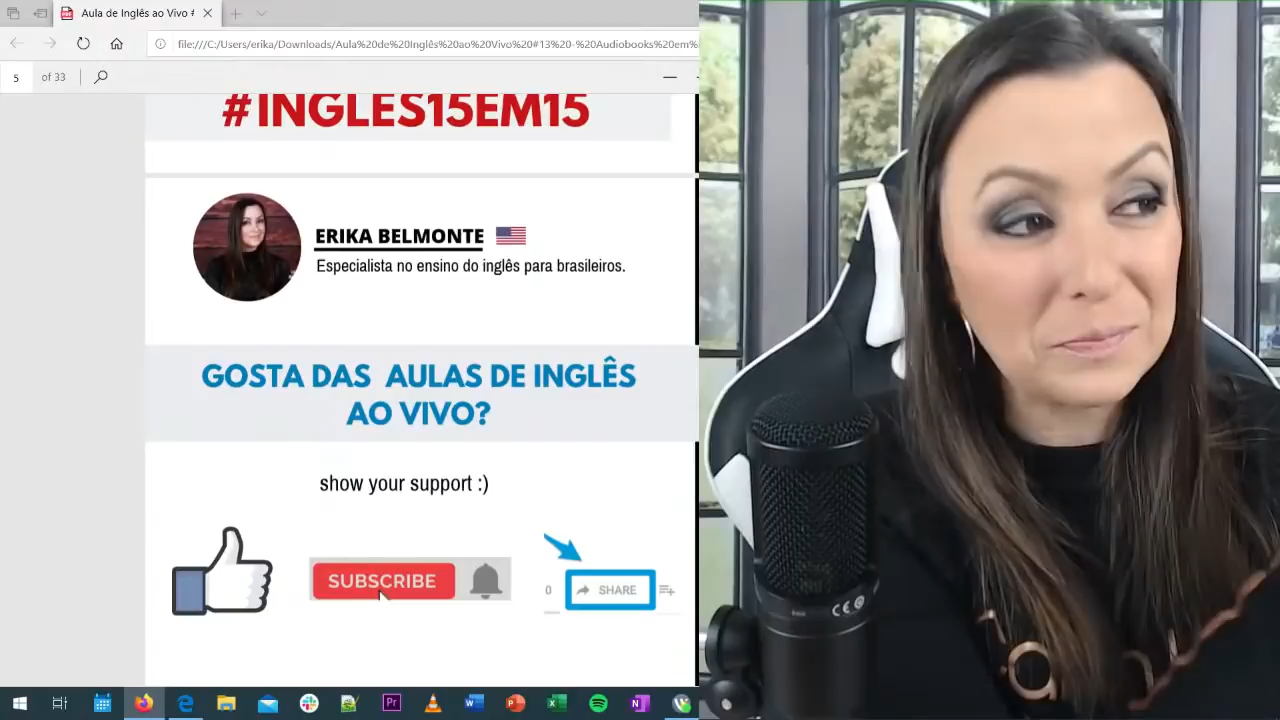 Aula de Inglês ao Vivo #
file:///C:/Users/erika/Downloads/Aula%20de%20Inglês%20ao%20Vivo%20#13%20-%20Audiobooks%20em%
5 of 33
#INGLES15EM15
ERIKA BELMONTE
Especialista no ensino do inglês para brasileiros.
GOSTA DAS AULAS DE INGLÊS
AO VIVO?
show your support :)
SUBSCRIBE
0 SHARE